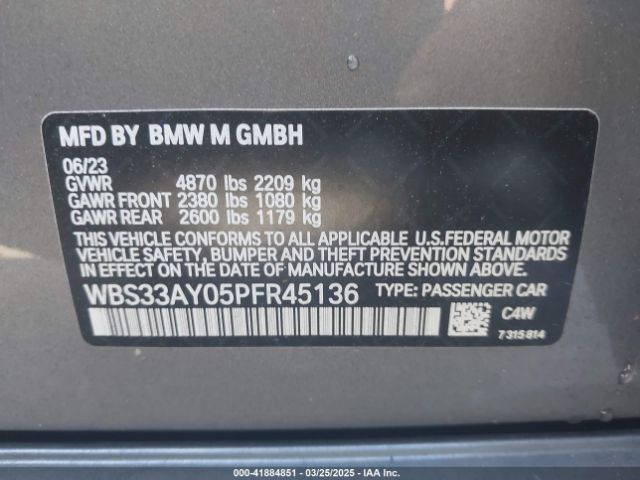 MFD BY BMW M GMBH
06/23
GVWR 4870 lbs 2209 kg
GAWR FRONT 2380 lbs 1080 kg
GAWR REAR 2600 lbs 1179 kg
THIS VEHICLE CONFORMS TO ALL APPLICABLE U.S.FEDERAL MOTOR
VEHICLE SAFETY, BUMPER AND THEFT PREVENTION STANDARDS IN
EFFECT ON THE DATE OF MANUFACTURE SHOWN ABOVE.
WBS33AY05PFR45136 TYPE: PASSENGER CAR
C4W
7315814
000-41884851 — 03/25/2025 — IAA Inc.